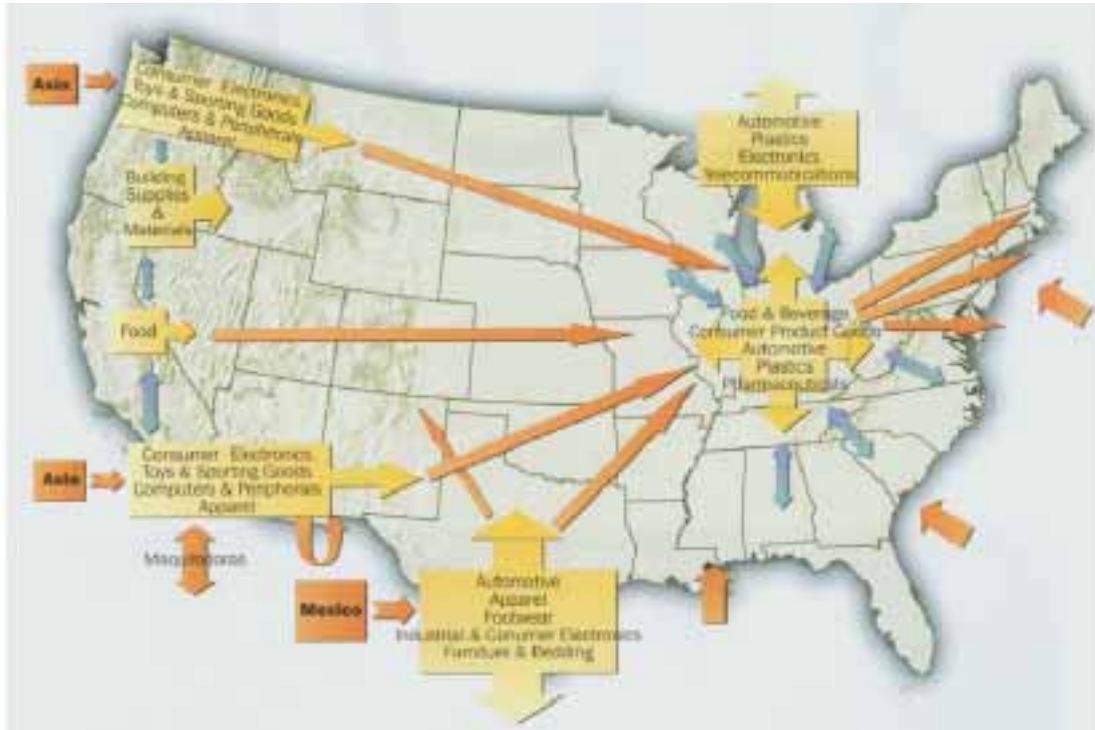 Asia
Consumer Electronics
Toys & Sporting Goods
Computers & Peripherals
Apparel
Building
Supplies
&
Materials
Food
Asia
Consumer Electronics
Toys & Sporting Goods
Computers & Peripherals
Apparel
Maquiladoras
Mexico
Automotive
Apparel
Footwear
Industrial & Conumer Electronics
Furniture & Bedding
Automotive
Plastics
Electronics
Telecommunications
Food & Beverage
Consumer Product Goods
Automotive
Plastics
Pharmaceuticals